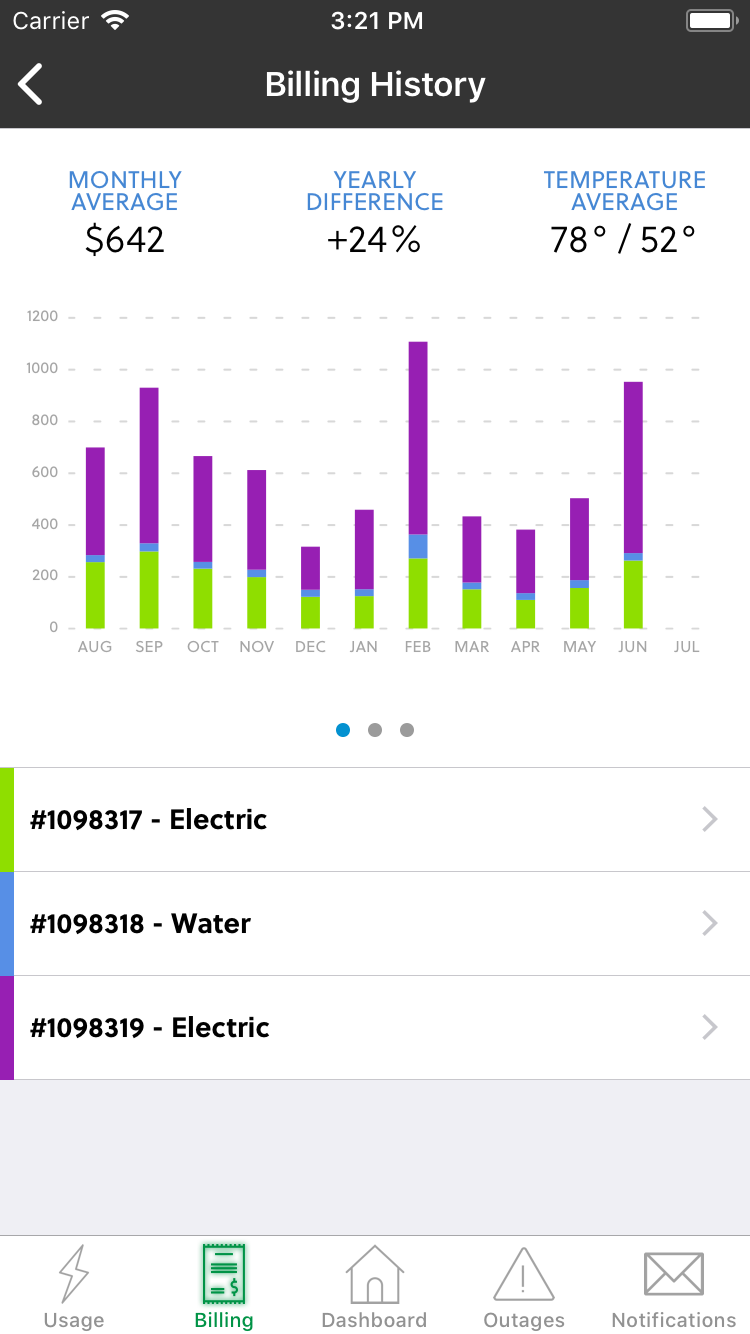 Carrier 3:21 PM
Billing History
MONTHLY AVERAGE
$642
YEARLY DIFFERENCE
+24%
TEMPERATURE AVERAGE
78° / 52°
1200
1000
800
600
400
200
0
AUG SEP OCT NOV DEC JAN FEB MAR APR MAY JUN JUL
#1098317 - Electric
#1098318 - Water
#1098319 - Electric
$
Usage Billing Dashboard Outages Notifications